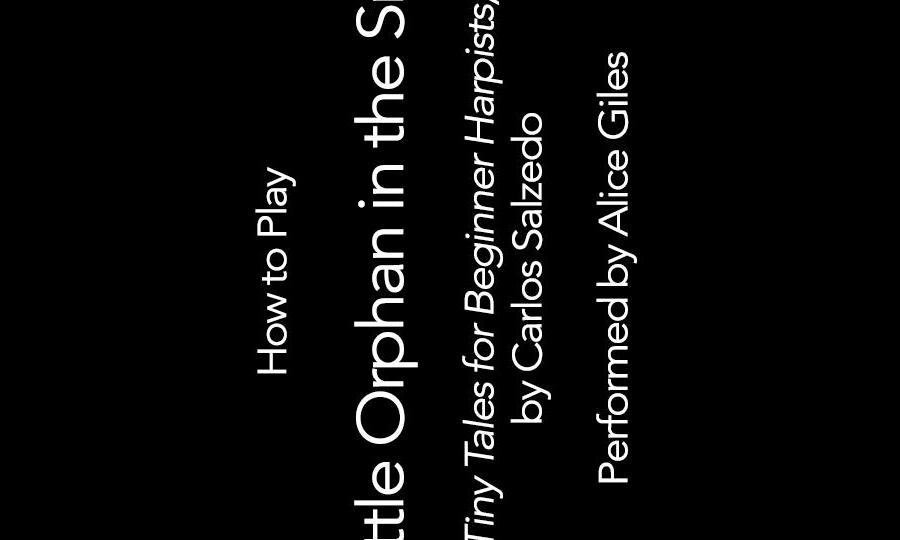 How to Play
ttle Orphan in the S
Tiny Tales for Beginner Harpists,
by Carlos Salzedo
Performed by Alice Giles